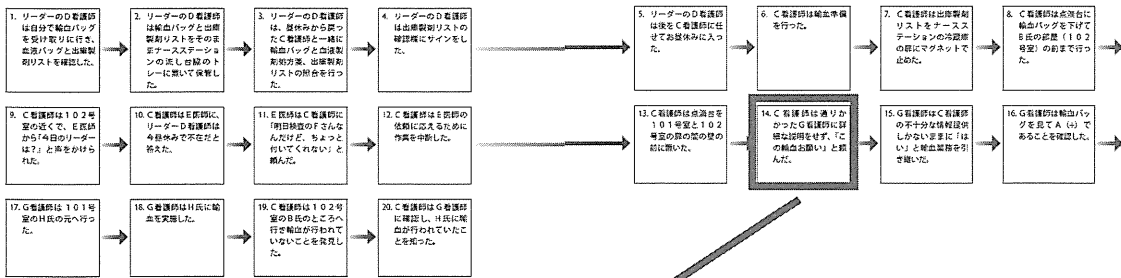 1. リーダーのD看護師
は自分で輸血バッグ
を受け取りに行き、
血液バッグと出庫製
剤リストを確認した。
2. リーダーのD看護師
は輸血バッグと出庫
製剤リストをそのま
まナースステーショ
ンの流し台脇のト
レーに置いて保管し
た。
3. リーダーのD看護師
は、昼休みから戻っ
たC看護師と一緒に
輸血バッグと血液製
剤処方箋、出庫製剤
リストの照合を行っ
た。
4. リーダーのD看護師
は出庫製剤リストの
確認欄にサインをし
た。
5. リーダーのD看護師
は後をC看護師に任
せてお昼休みに入っ
た。
6. C看護師は輸血準備
を行った。
7. C看護師は出庫製剤
リストをナースス
テーションの冷蔵庫
の扉にマグネットで
止めた。
8. C看護師は点滴台に
輸血バッグを下げて
B氏の部屋(102
号室)の前まで行っ
た。
9. C看護師は102号
室の近くで、E医師
から「今日のリーダー
は?」と声をかけら
れた。
10. C看護師はE医師に、
リーダーD看護師は
今昼休みで不在だと
答えた。
11. E医師はC看護師に
「明日検査のFさんな
んだけど、ちょっと
付いてくれない」と
頼んだ。
12. C看護師はE医師の
依頼に応えるために
作業を中断した。
13. C看護師は点滴台を
101号室と102
号室の扉の間の壁の
前に置いた。
14. C看護師は通りか
かったG看護師に詳
細な説明をせず、「こ
の輸血お願い」と頼
んだ。
15. G看護師はC看護師
の不十分な情報提供
しかないままに「は
い」と輸血業務を引
き継いだ。
16. G看護師は輸血バッ
グを見てA(+)で
あることを確認した。
17. G看護師は101号
室のH氏の元へ行っ
た。
18. G看護師はH氏に輸
血を実施した。
19. C看護師は102号
室のB氏のところへ
行き輸血が行われて
いないことを発見し
た。
20. C看護師はG看護師
に確認し、H氏に輸
血が行われていたこ
とを知った。